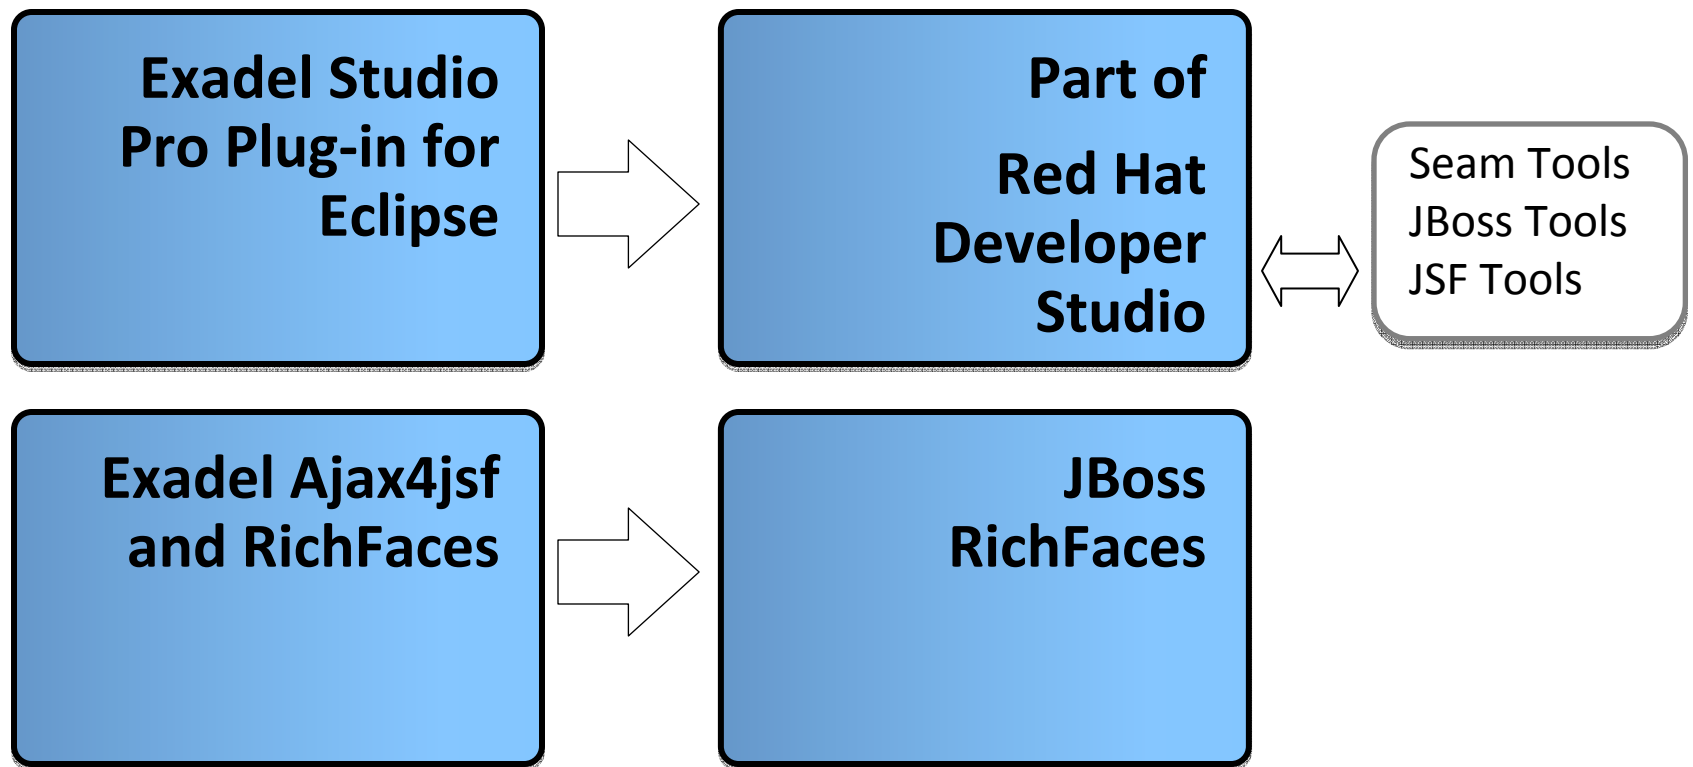 Exadel Studio
Pro Plug-in for
Eclipse
Part of
Red Hat
Developer
Studio
Seam Tools
JBoss Tools
JSF Tools
Exadel Ajax4jsf
and RichFaces
JBoss
RichFaces